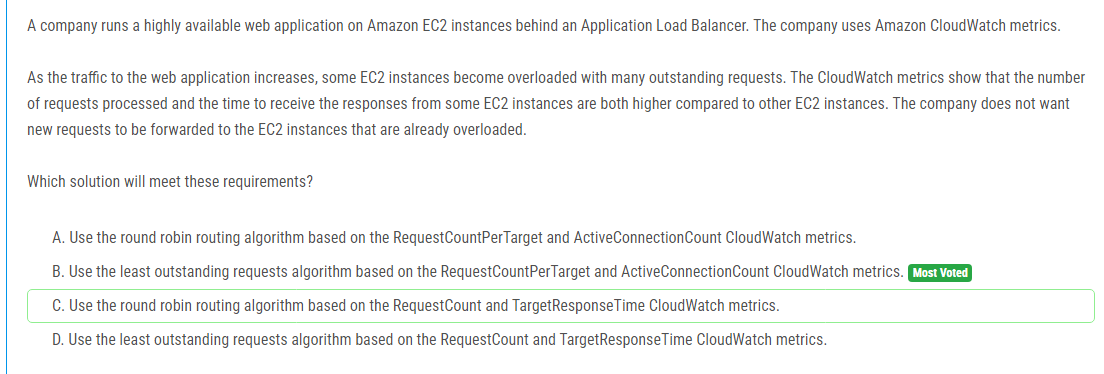 A company runs a highly available web application on Amazon EC2 instances behind an Application Load Balancer. The company uses Amazon CloudWatch metrics.
As the traffic to the web application increases, some EC2 instances become overloaded with many outstanding requests. The CloudWatch metrics show that the number
of requests processed and the time to receive the responses from some EC2 instances are both higher compared to other EC2 instances. The company does not want
new requests to be forwarded to the EC2 instances that are already overloaded.
Which solution will meet these requirements?
A. Use the round robin routing algorithm based on the RequestCountPerTarget and ActiveConnectionCount CloudWatch metrics.
B. Use the least outstanding requests algorithm based on the RequestCountPerTarget and ActiveConnectionCount CloudWatch metrics. Most Voted
C. Use the round robin routing algorithm based on the RequestCount and TargetResponseTime CloudWatch metrics.
D. Use the least outstanding requests algorithm based on the RequestCount and TargetResponseTime CloudWatch metrics.